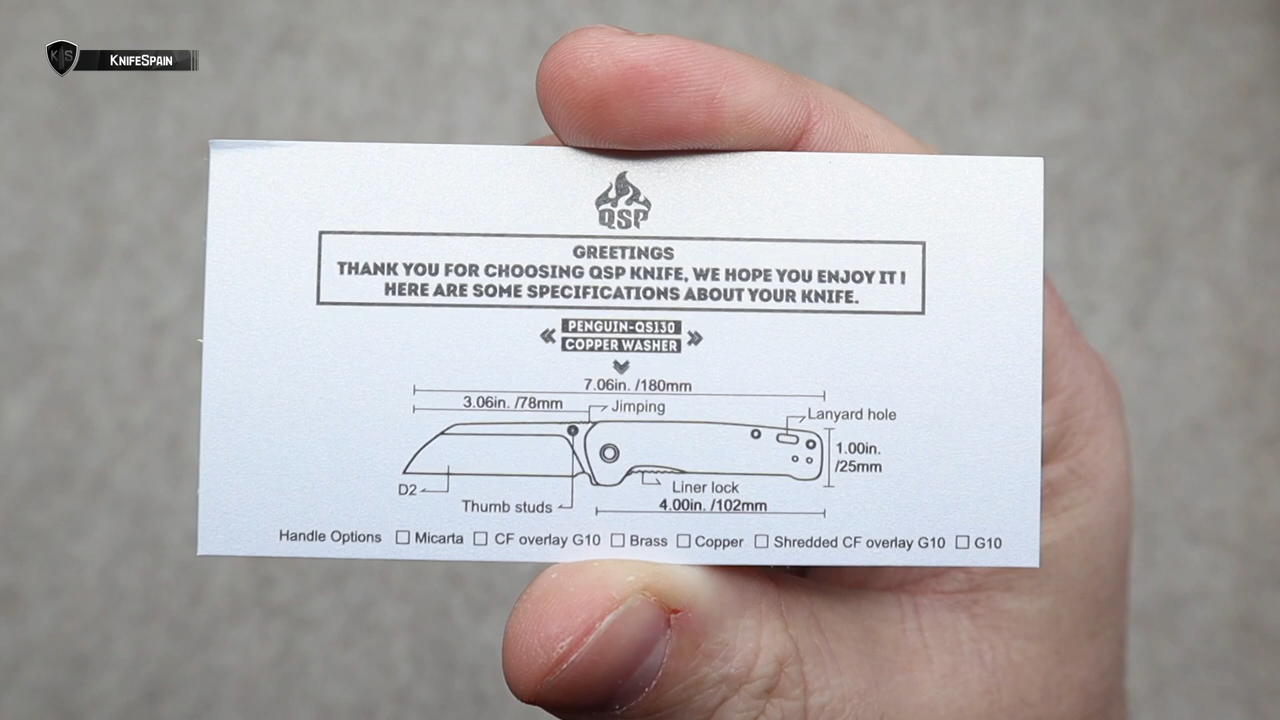 KS
KNIFESPAIN
QSP
GREETINGS
THANK YOU FOR CHOOSING QSP KNIFE, WE HOPE YOU ENJOY IT !
HERE ARE SOME SPECIFICATIONS ABOUT YOUR KNIFE.
PENGUIN-QS130
COPPER WASHER
7.06in. /180mm
3.06in. /78mm
Jimping
Lanyard hole
1.00in.
/25mm
D2
Liner lock
Thumb studs
4.00in. /102mm
Handle Options □ Micarta □ CF overlay G10 □ Brass □ Copper □ Shredded CF overlay G10 □ G10